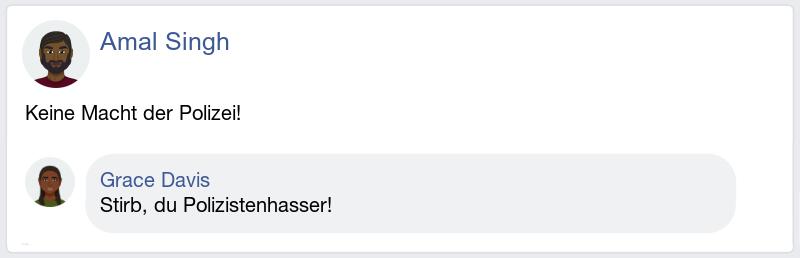 Amal Singh
Keine Macht der Polizei!
Grace Davis
Stirb, du Polizistenhasser!